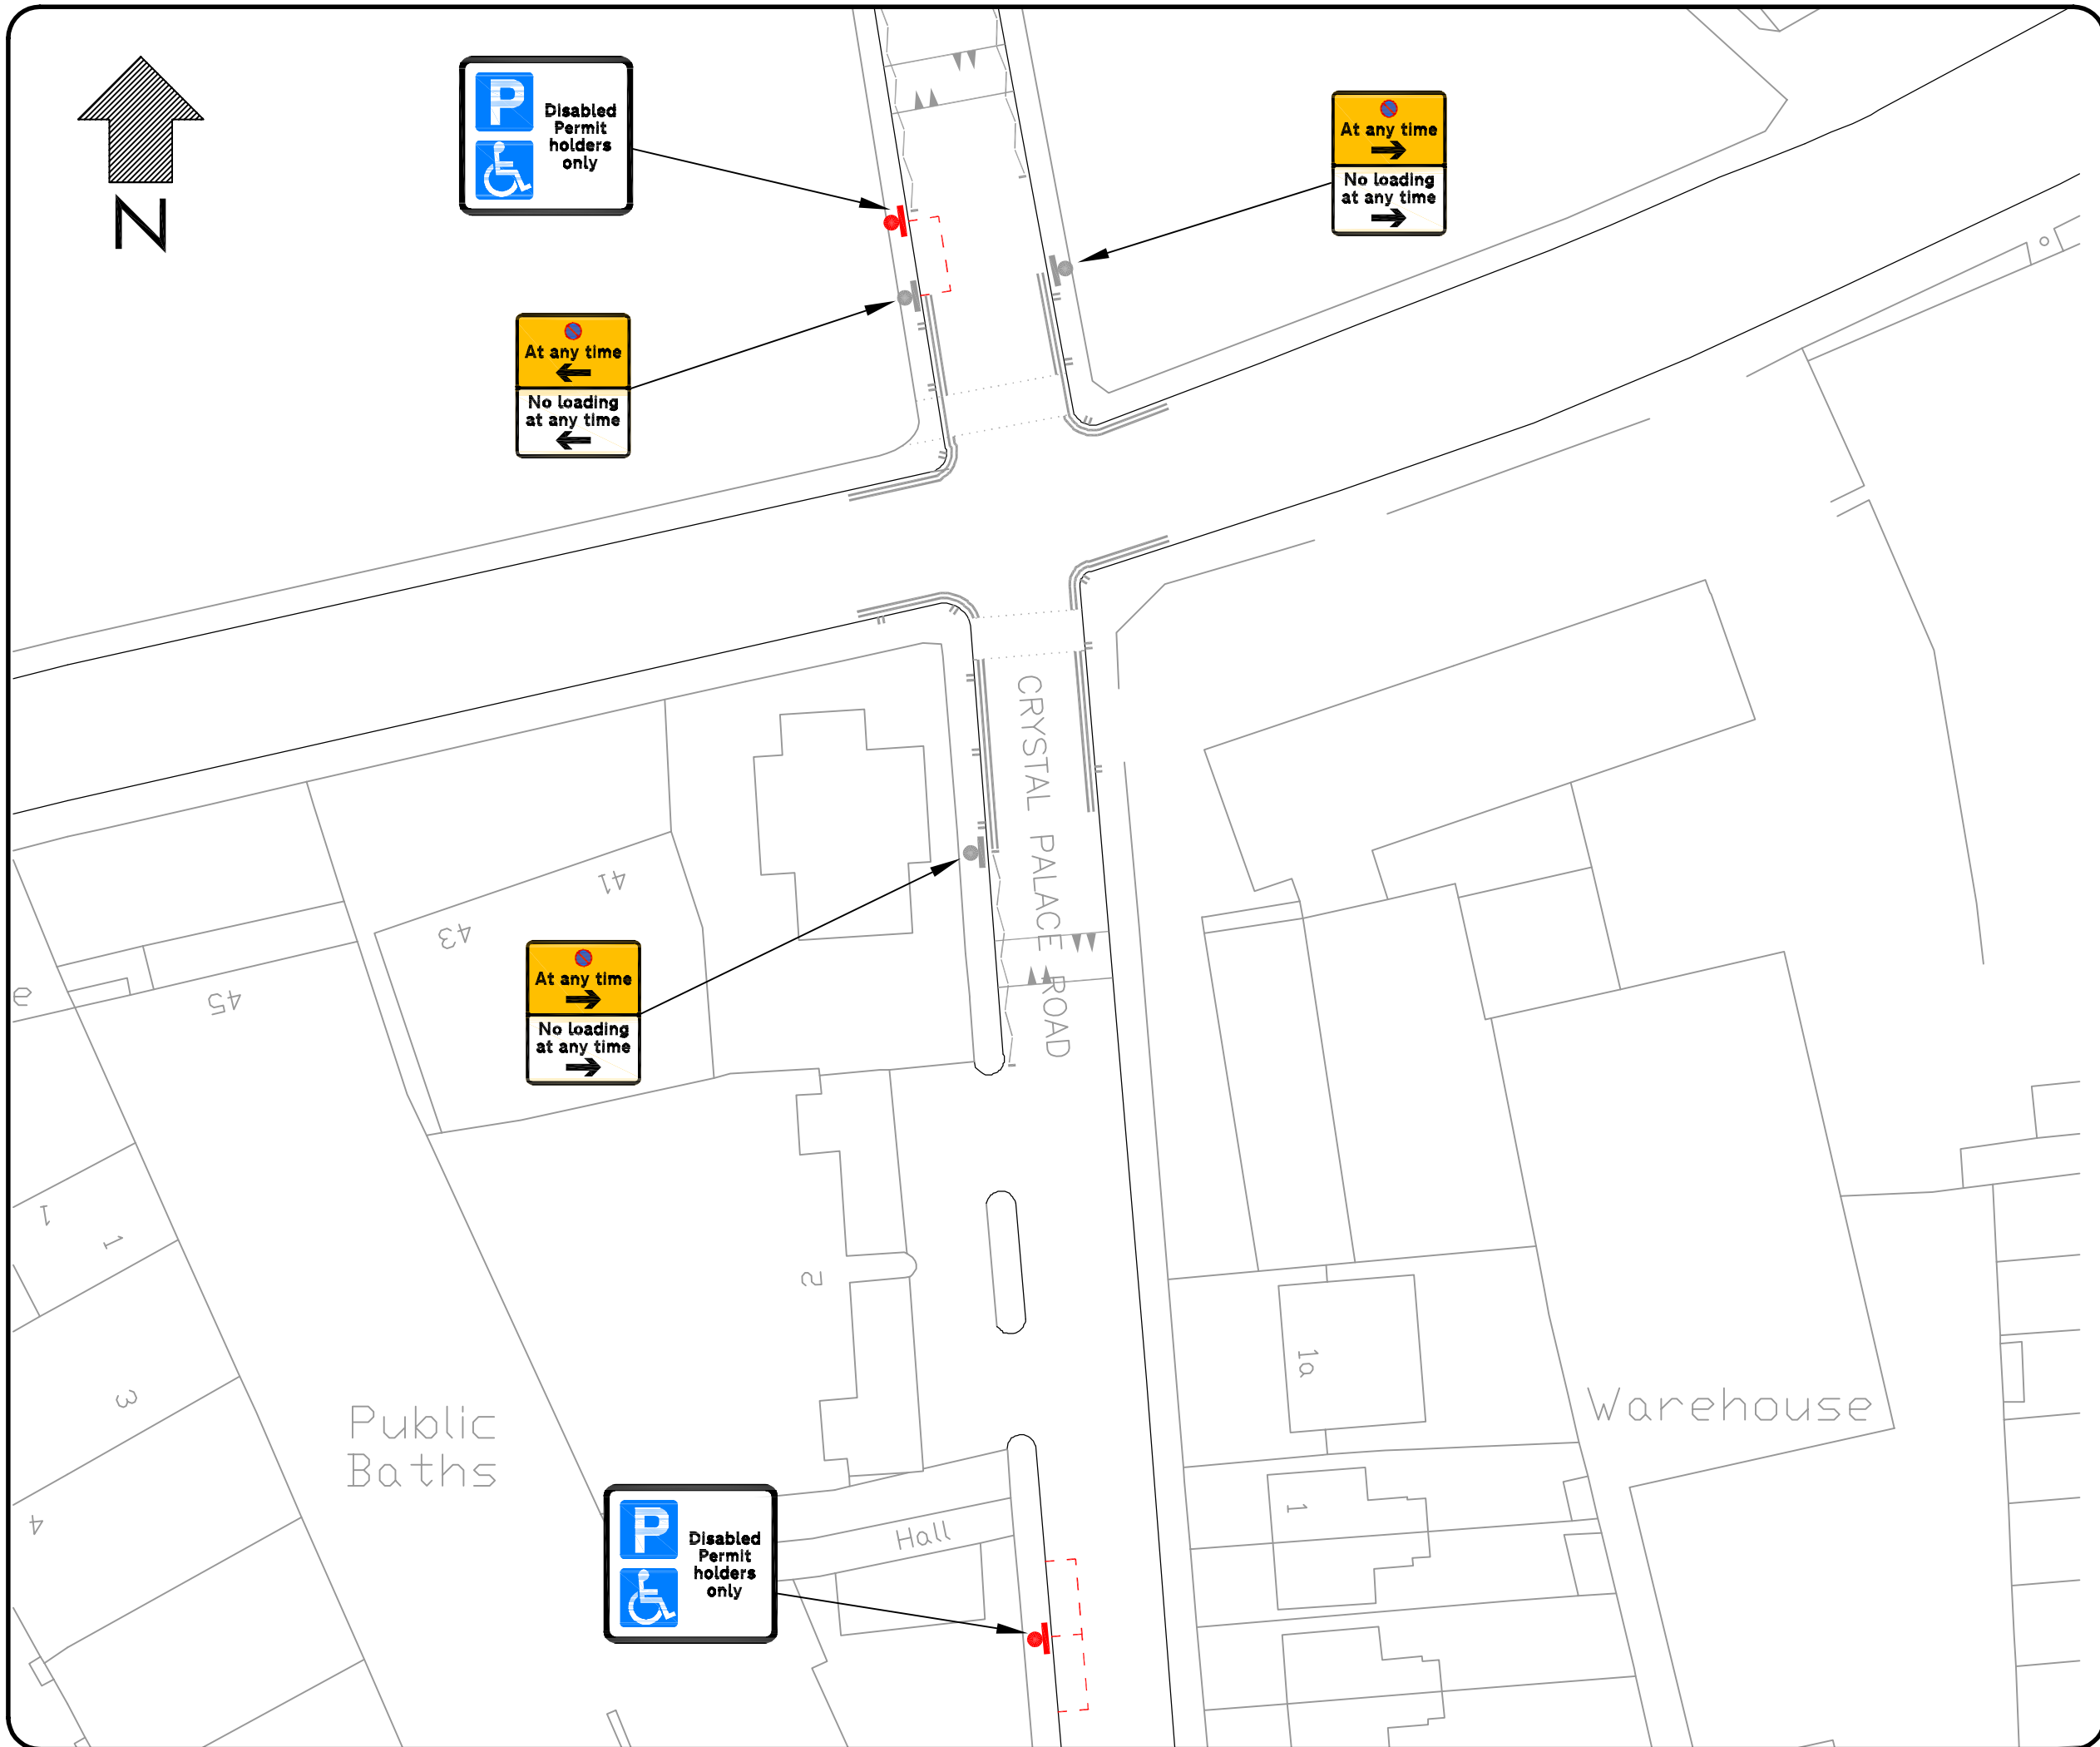 N
P
Disabled
Permit
holders
only
At any time
No loading
at any time
At any time
No loading
at any time
CRYSTAL PALACE ROAD
41
43
45
e
At any time
No loading
at any time
1
1
2
3
4
1a
1
Public
Baths
Warehouse
Hall
P
Disabled
Permit
holders
only